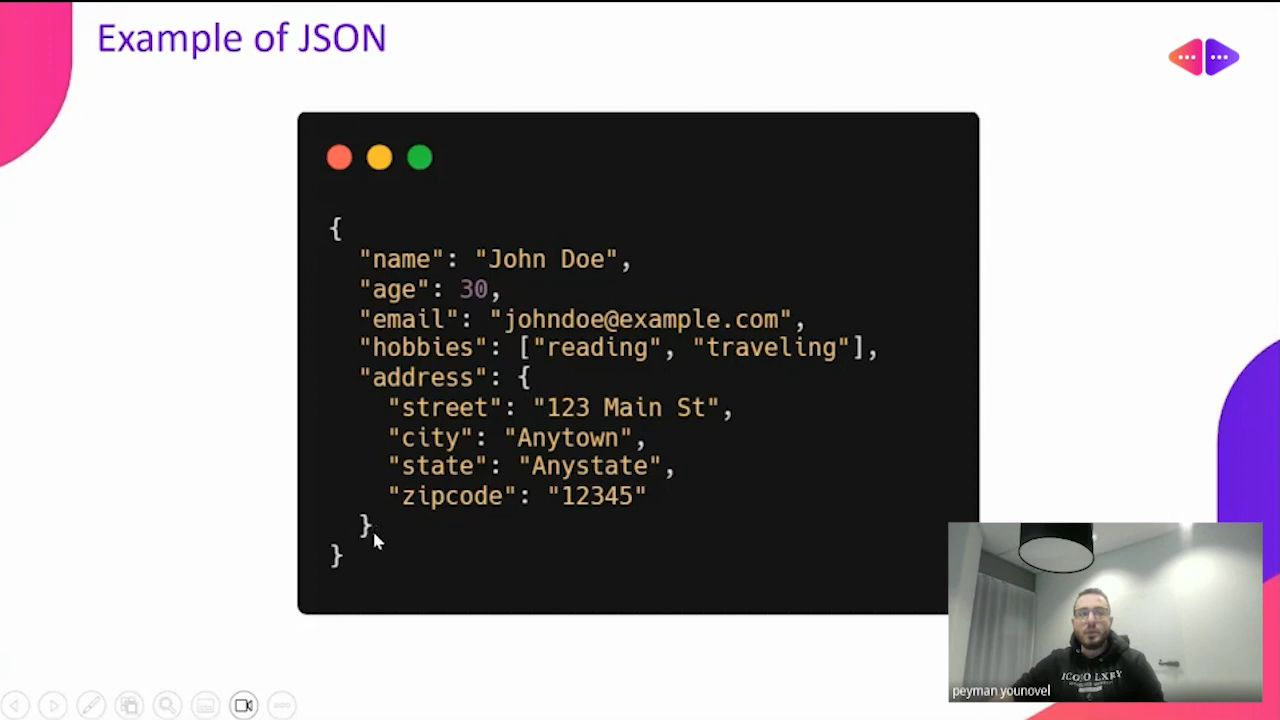 Example of JSON
{
"name": "John Doe",
"age": 30,
"email": "johndoe@example.com",
"hobbies": ["reading", "traveling"],
"address": {
"street": "123 Main St",
"city": "Anytown",
"state": "Anystate",
"zipcode": "12345"
}
}
peyman younovel